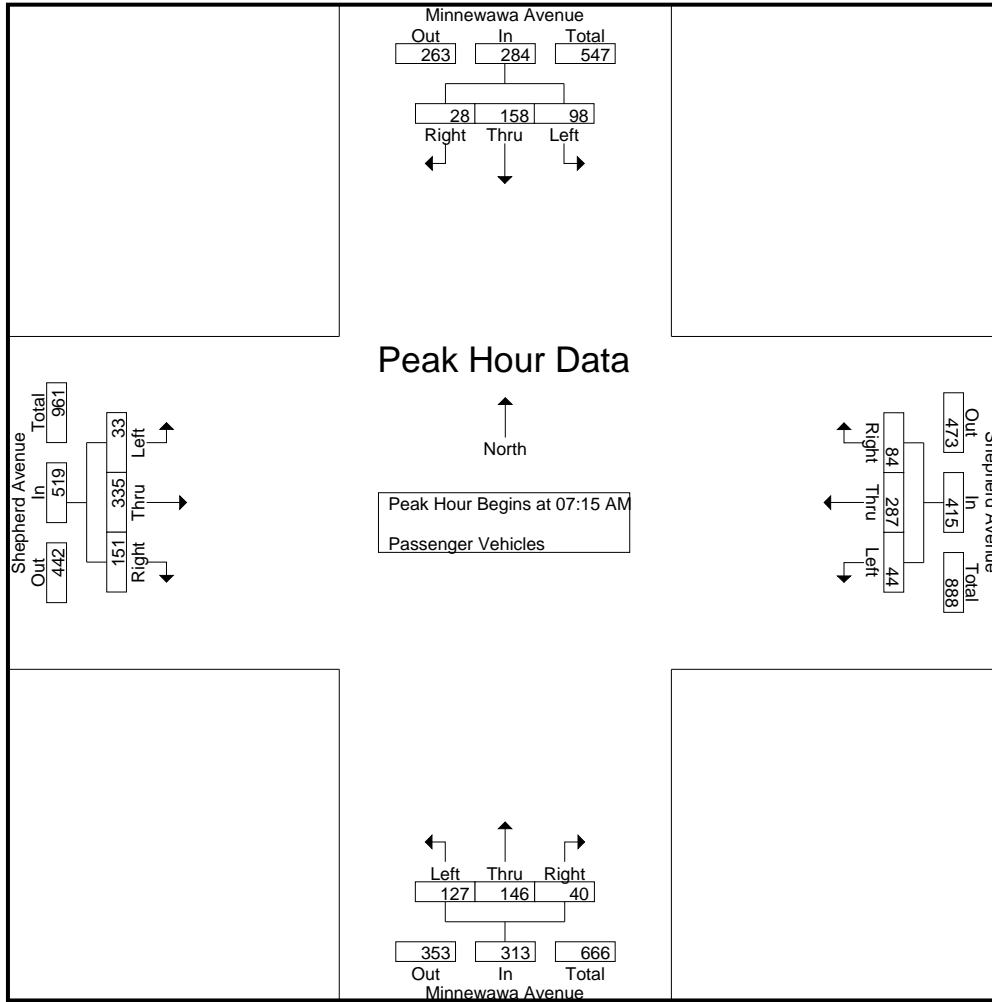 Minnewawa Avenue
Out In Total
263 284 547
28 158 98
Right Thru Left
Peak Hour Data
North
Peak Hour Begins at 07:15 AM
Passenger Vehicles
Shepherd Avenue
Total In Out
961 519 442
33 335 151
Left Thru Right
Right Thru Left
84 287 44
Out In Total
473 415 888
Shepherd Avenue
Left Thru Right
127 146 40
353 313 666
Out In Total
Minnewawa Avenue